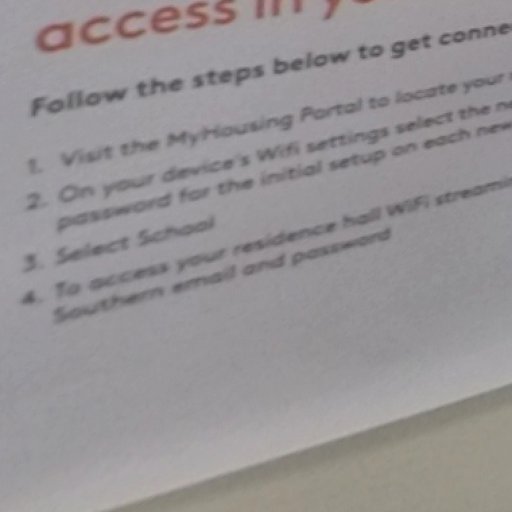 access in
Follow the steps below to get conne
1. Visit the MyHousing Portal to locate your
2. On your device's Wifi settings select the
password for the initial setup on each new
3. Select School
4. To access your residence hall WiFi streami
Southern email and password